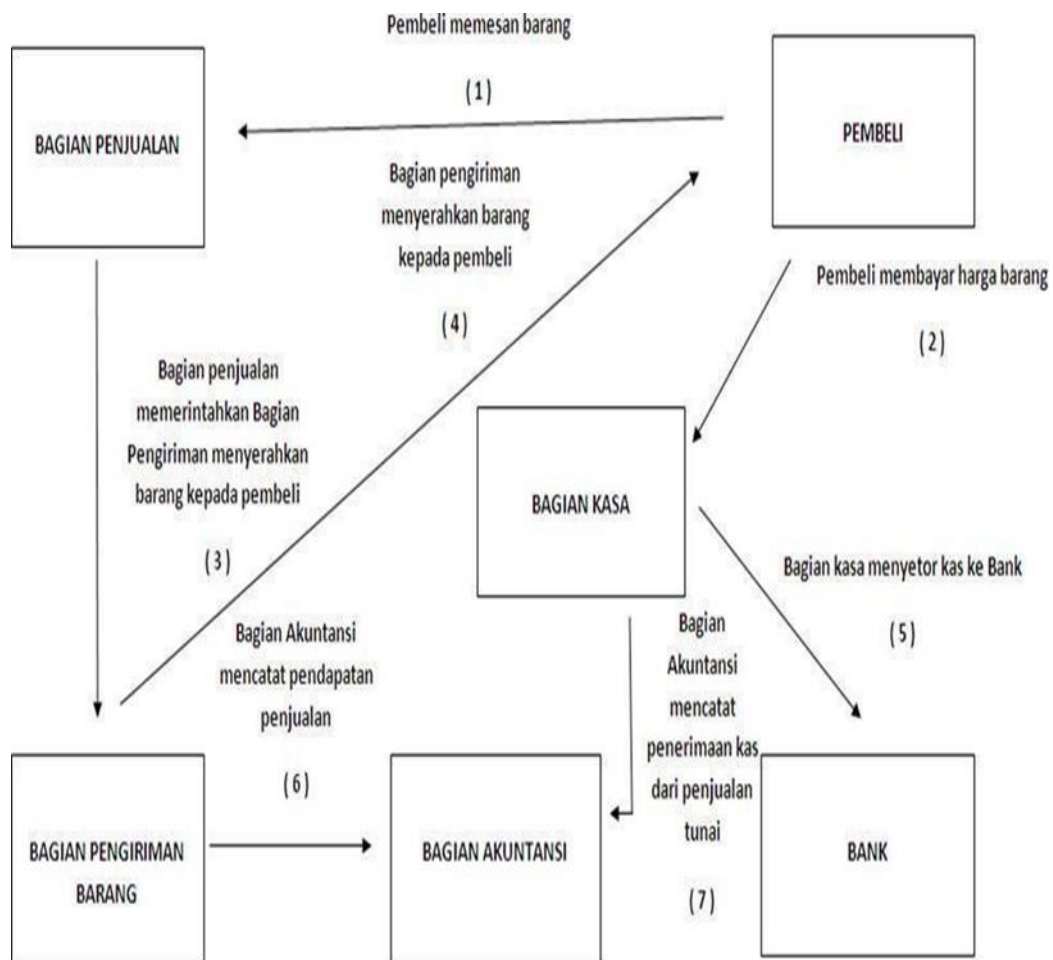 Pembeli memesan barang
( 1 )
BAGIAN PENJUALAN
PEMBELI
Bagian pengiriman
menyerahkan barang
kepada pembeli
( 4 )
Pembeli membayar harga barang
( 2 )
Bagian penjualan
memerintahkan Bagian
Pengiriman menyerahkan
barang kepada pembeli
( 3 )
BAGIAN KASA
Bagian kasa menyetor kas ke Bank
( 5 )
Bagian Akuntansi
mencatat pendapatan
penjualan
( 6 )
Bagian
Akuntansi
mencatat
penerimaan kas
dari penjualan
tunai
( 7 )
BAGIAN PENGIRIMAN
BARANG
BAGIAN AKUNTANSI
BANK